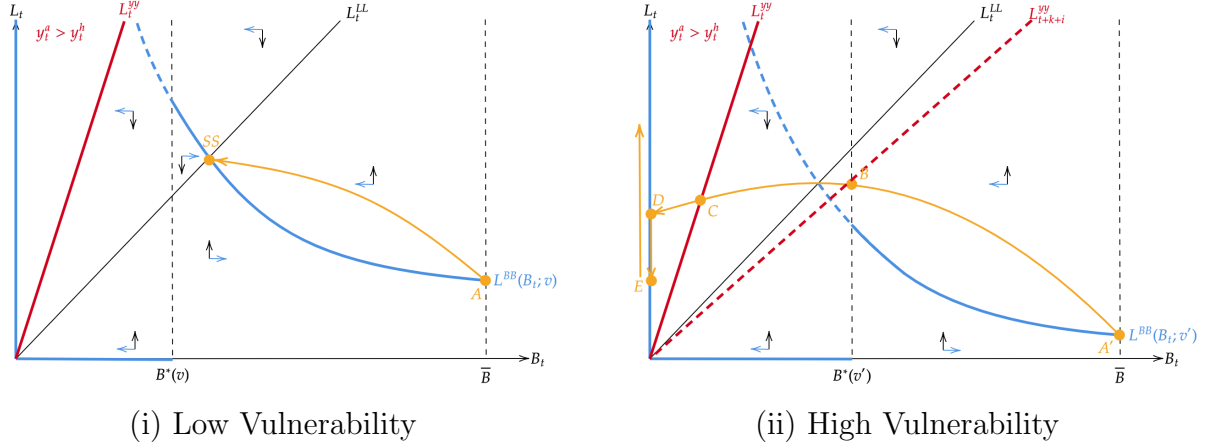 L_t
L_t^{yy}
L_t^{LL}
y_t^a > y_t^h
SS
A
L^{BB}(B_t; v)
B_t
B^*(v)
\overline{B}
(i) Low Vulnerability
L_t
L_t^{yy}
L_t^{LL}
L_{t+k+i}^{yy}
y_t^a > y_t^h
B
D
C
E
A'
L^{BB}(B_t; v')
B_t
B^*(v')
\overline{B}
(ii) High Vulnerability